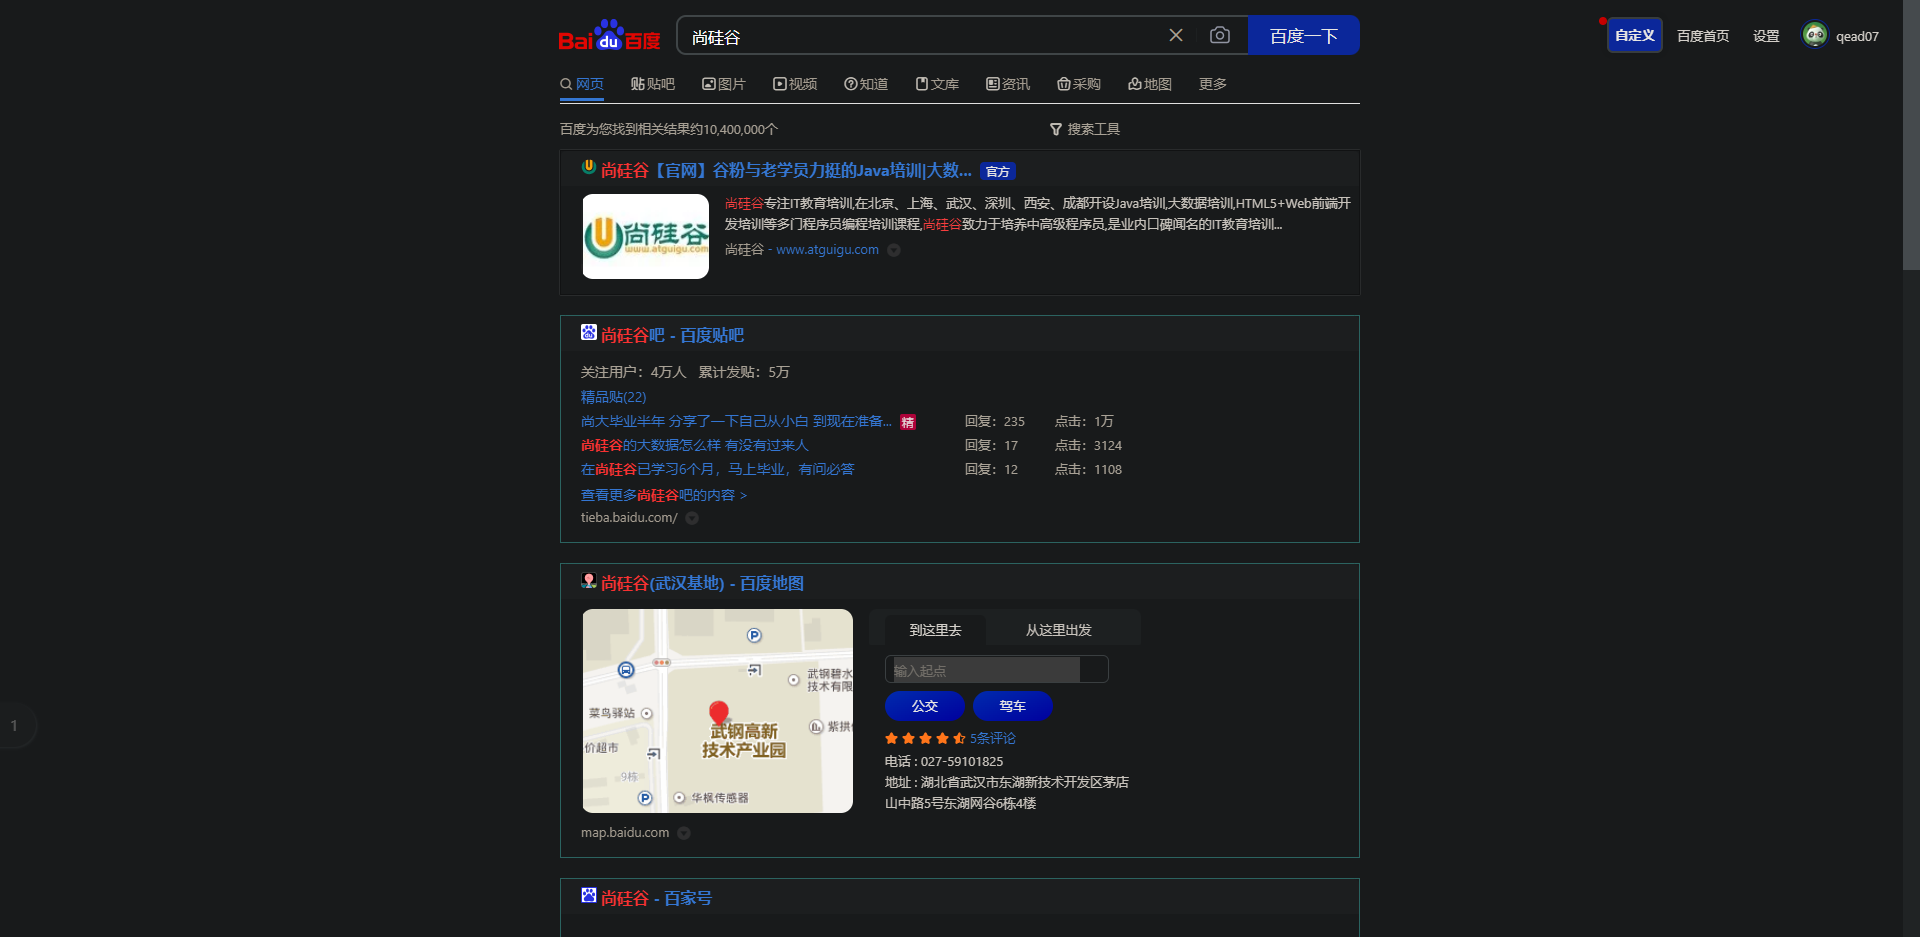 Bai du 百度
尚硅谷
百度一下
自定义 百度首页 设置 qead07
网页 贴吧 图片 视频 知道 文库 资讯 采购 地图 更多
百度为您找到相关结果约10,400,000个 搜索工具
尚硅谷【官网】谷粉与老学员力挺的Java培训|大数... 官方
尚硅谷
www.atguigu.com
尚硅谷专注IT教育培训,在北京、上海、武汉、深圳、西安、成都开设Java培训,大数据培训,HTML5+Web前端开
发培训等多门程序员编程培训课程,尚硅谷致力于培养中高级程序员,是业内口碑闻名的IT教育培训...
尚硅谷 - www.atguigu.com
尚硅谷吧 - 百度贴吧
关注用户：4万人 累计发贴：5万
精品贴(22)
尚大毕业半年 分享了一下自己从小白 到现在准备... 精 回复：235 点击：1万
尚硅谷的大数据怎么样 有没有过来人 回复：17 点击：3124
在尚硅谷已学习6个月，马上毕业，有问必答 回复：12 点击：1108
查看更多尚硅谷吧的内容 >
tieba.baidu.com/
尚硅谷(武汉基地) - 百度地图
P
武钢碧水
技术有限
菜鸟驿站
紫拱
武钢高新
技术产业园
价超市
9栋
P
华枫传感器
到这里去 从这里出发
输入起点
公交 驾车
5条评论
电话 : 027-59101825
地址 : 湖北省武汉市东湖新技术开发区茅店
山中路5号东湖网谷6栋4楼
map.baidu.com
1
尚硅谷 - 百家号